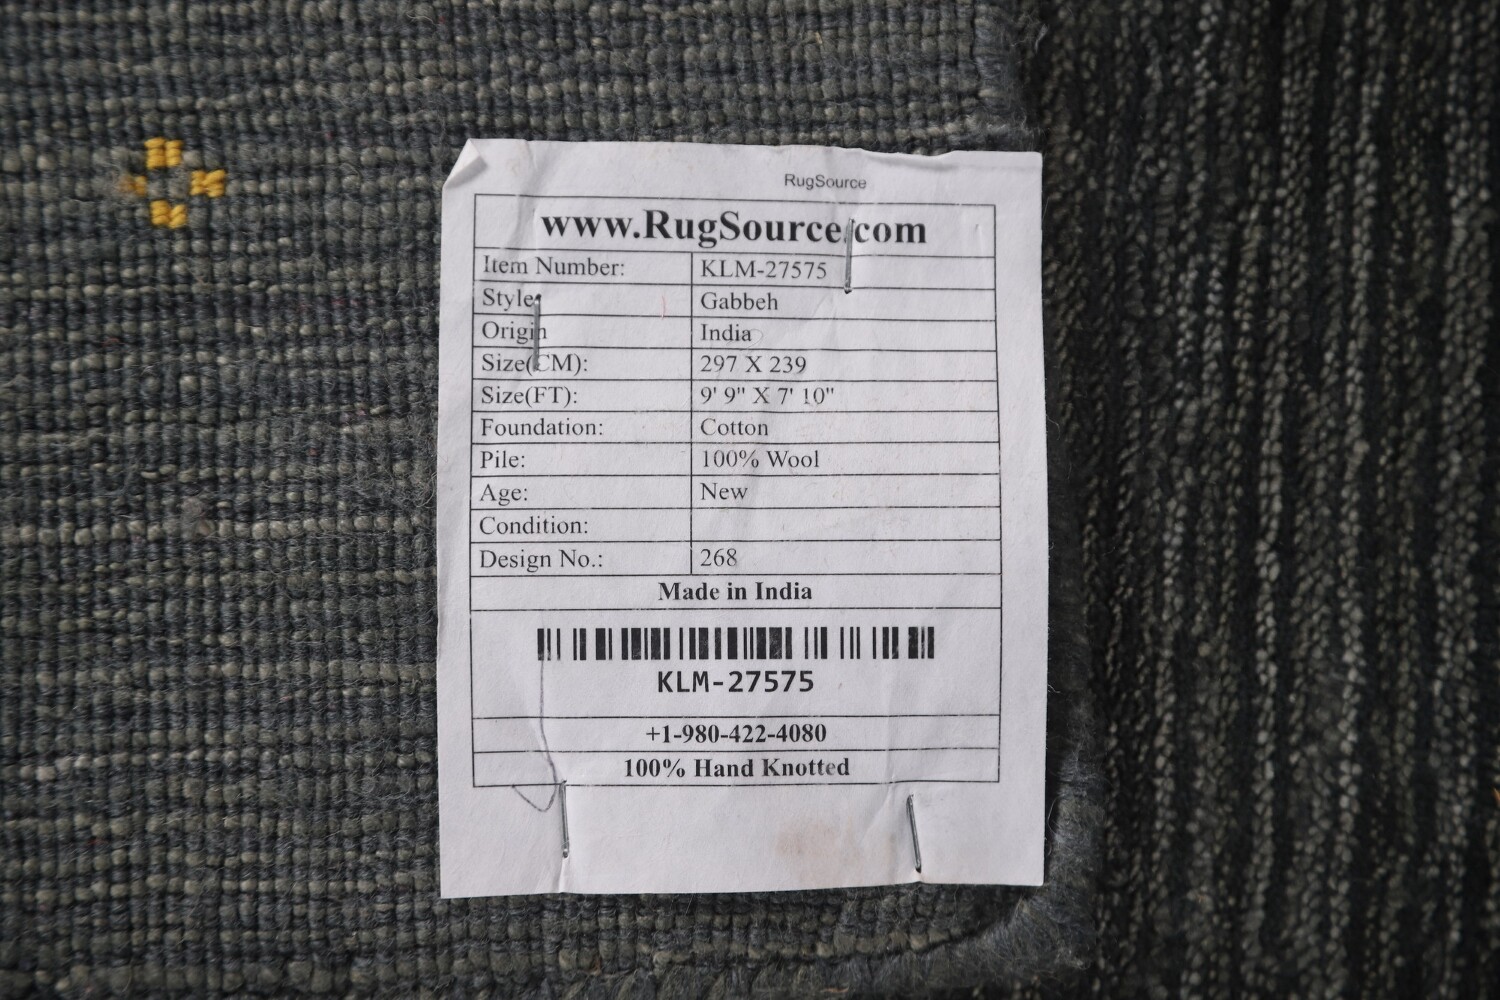 RugSource
www.RugSource.com
Item Number: KLM-27575
Style: Gabbeh
Origin India
Size(CM): 297 X 239
Size(FT): 9' 9" X 7' 10"
Foundation: Cotton
Pile: 100% Wool
Age: New
Condition:
Design No.: 268
Made in India
KLM-27575
+1-980-422-4080
100% Hand Knotted